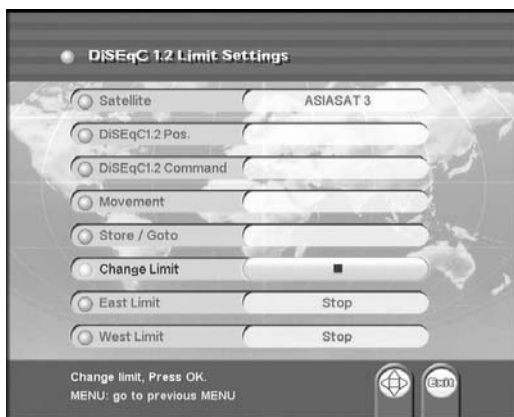 DiSEqC 1.2 Limit Settings
Satellite ASIASAT 3
DiSEqC1.2 Pos.
DiSEqC1.2 Command
Movement
Store / Goto
Change Limit ■
East Limit Stop
West Limit Stop
Change limit, Press OK.
MENU: go to previous MENU
Exit